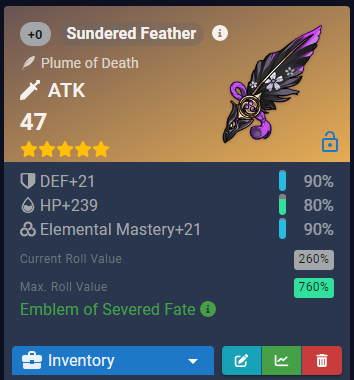 +0 Sundered Feather
Plume of Death
ATK
47
DEF+21 90%
HP+239 80%
Elemental Mastery+21 90%
Current Roll Value 260%
Max. Roll Value 760%
Emblem of Severed Fate
Inventory